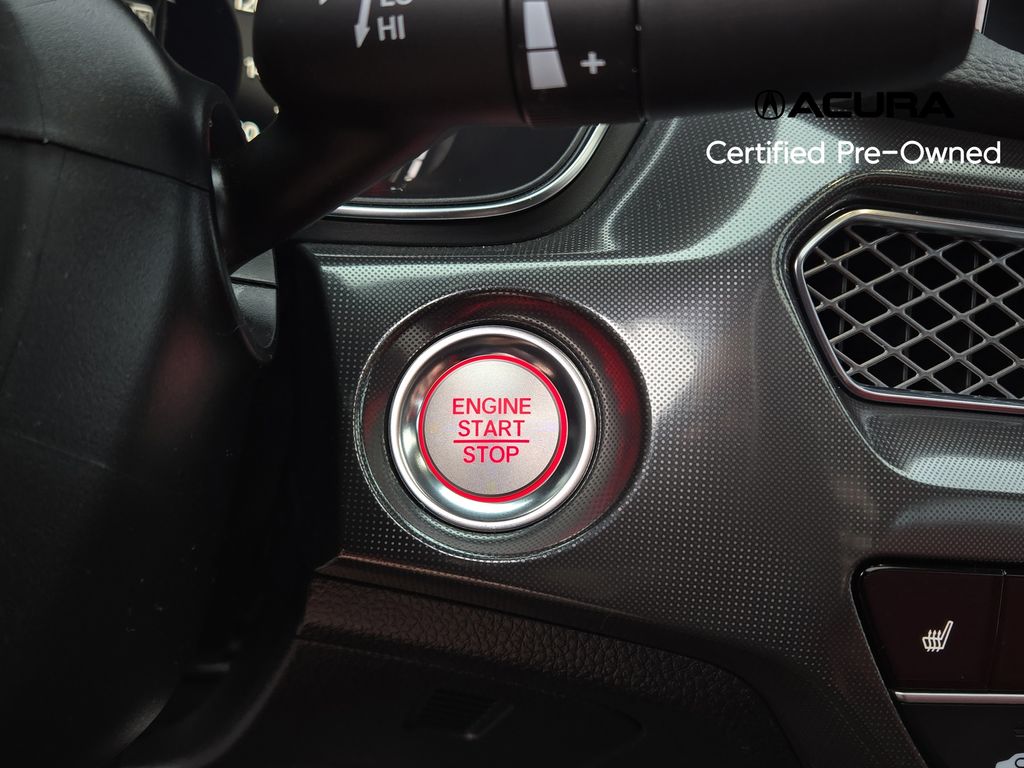 HI
+
ACURA
Certified Pre-Owned
ENGINE
START
STOP